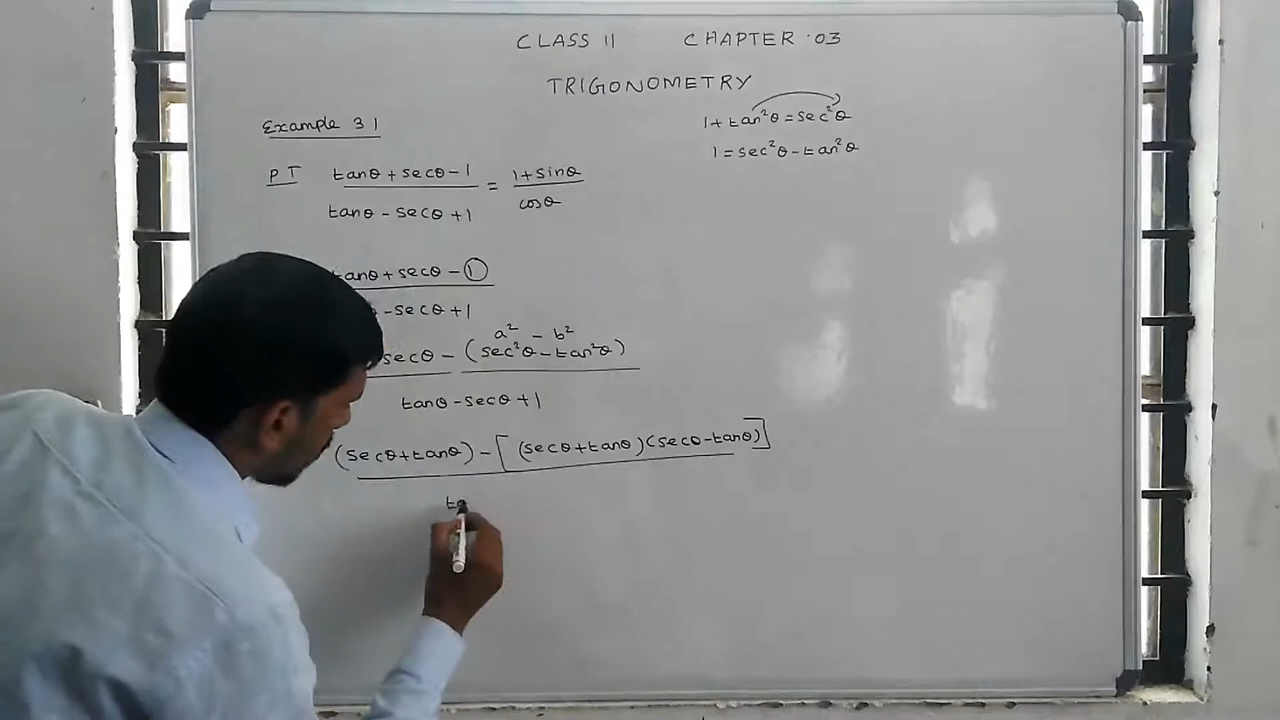 CLASS 11 CHAPTER ·03
TRIGONOMETRY
Example 3 1
1+tan²θ=sec²θ
1=sec²θ-tan²θ
PT tanθ+secθ-1 = 1+sinθ
tanθ-secθ+1 cosθ
tanθ+secθ-1
-secθ+1
a² - b²
secθ-(sec²θ-tan²θ)
tanθ-secθ+1
(secθ+tanθ)-[(secθ+tanθ)(secθ-tanθ)]